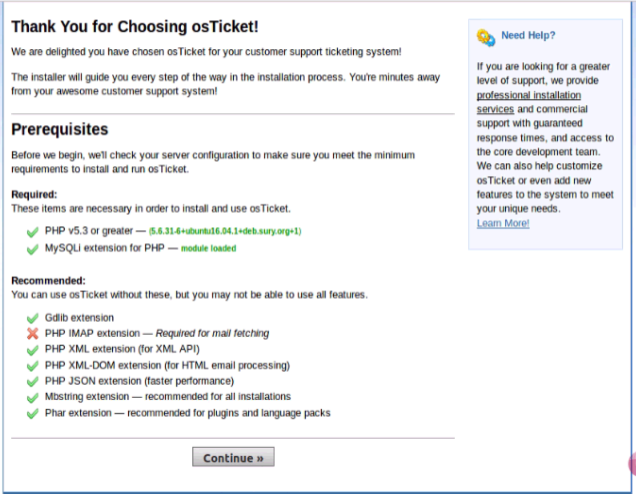 Thank You for Choosing osTicket!
We are delighted you have chosen osTicket for your customer support ticketing system!
The installer will guide you every step of the way in the installation process. You're minutes away
from your awesome customer support system!
Prerequisites
Before we begin, we'll check your server configuration to make sure you meet the minimum
requirements to install and run osTicket.
Required:
These items are necessary in order to install and use osTicket.
PHP v5.3 or greater — (5.6.31-6+ubuntu16.04.1+deb.sury.org+1)
MySQLi extension for PHP — module loaded
Recommended:
You can use osTicket without these, but you may not be able to use all features.
Gdlib extension
PHP IMAP extension — Required for mail fetching
PHP XML extension (for XML API)
PHP XML-DOM extension (for HTML email processing)
PHP JSON extension (faster performance)
Mbstring extension — recommended for all installations
Phar extension — recommended for plugins and language packs
Continue »
Need Help?
If you are looking for a greater
level of support, we provide
professional installation
services and commercial
support with guaranteed
response times, and access to
the core development team.
We can also help customize
osTicket or even add new
features to the system to meet
your unique needs.
Learn More!